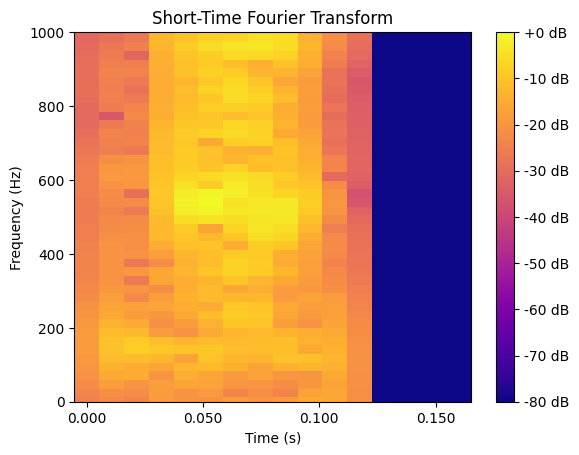 Short-Time Fourier Transform
1000
800
600
400
200
0
Frequency (Hz)
0.000
0.050
0.100
0.150
Time (s)
+0 dB
-10 dB
-20 dB
-30 dB
-40 dB
-50 dB
-60 dB
-70 dB
-80 dB